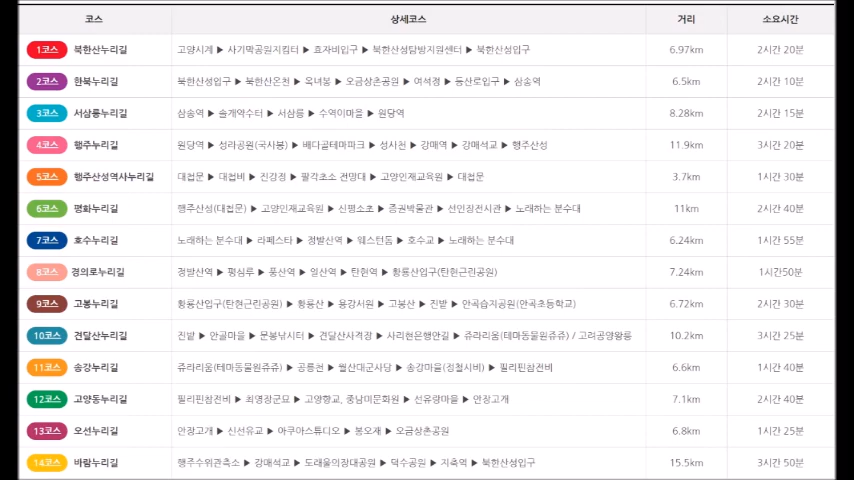 코스 상세코스 거리 소요시간
1코스 북한산누리길 고양시계 ▶ 사기막공원지킴터 ▶ 효자비입구 ▶ 북한산성탐방지원센터 ▶ 북한산성입구 6.97km 2시간 20분
2코스 한북누리길 북한산성입구 ▶ 북한산온천 ▶ 옥녀봉 ▶ 오금상촌공원 ▶ 여석정 ▶ 등산로입구 ▶ 삼송역 6.5km 2시간 10분
3코스 서삼릉누리길 삼송역 ▶ 솔개약수터 ▶ 서삼릉 ▶ 수역이마을 ▶ 원당역 8.28km 2시간 15분
4코스 행주누리길 원당역 ▶ 성라공원(국사봉) ▶ 배다골테마파크 ▶ 성사천 ▶ 강매역 ▶ 강매석교 ▶ 행주산성 11.9km 3시간 20분
5코스 행주산성역사누리길 대첩문 ▶ 대첩비 ▶ 진강정 ▶ 팔각초소 전망대 ▶ 고양인재교육원 ▶ 대첩문 3.7km 1시간 30분
6코스 평화누리길 행주산성(대첩문) ▶ 고양인재교육원 ▶ 신평소초 ▶ 증권박물관 ▶ 선인장전시관 ▶ 노래하는 분수대 11km 2시간 40분
7코스 호수누리길 노래하는 분수대 ▶ 라페스타 ▶ 정발산역 ▶ 웨스턴돔 ▶ 호수교 ▶ 노래하는 분수대 6.24km 1시간 55분
8코스 경의로누리길 정발산역 ▶ 평심루 ▶ 풍산역 ▶ 일산역 ▶ 탄현역 ▶ 황룡산입구(탄현근린공원) 7.24km 1시간50분
9코스 고봉누리길 황룡산입구(탄현근린공원) ▶ 황룡산 ▶ 용강서원 ▶ 고봉산 ▶ 진밭 ▶ 안곡습지공원(안곡초등학교) 6.72km 2시간 30분
10코스 견달산누리길 진밭 ▶ 안골마을 ▶ 문봉낚시터 ▶ 견달산사격장 ▶ 사리현은행안길 ▶ 쥬라리움(테마동물원쥬쥬) / 고려공양왕릉 10.2km 3시간 25분
11코스 송강누리길 쥬라리움(테마동물원쥬쥬) ▶ 공릉천 ▶ 월산대군사당 ▶ 송강마을(정철시비) ▶ 필리핀참전비 6.6km 1시간 40분
12코스 고양동누리길 필리핀참전비 ▶ 최영장군묘 ▶ 고양향교, 중남미문화원 ▶ 선유랑마을 ▶ 안장고개 7.1km 2시간 40분
13코스 오선누리길 안장고개 ▶ 신선유교 ▶ 아쿠아스튜디오 ▶ 봉오재 ▶ 오금상촌공원 6.8km 1시간 25분
14코스 바람누리길 행주수위관측소 ▶ 강매석교 ▶ 도래울의장대공원 ▶ 덕수공원 ▶ 지축역 ▶ 북한산성입구 15.5km 3시간 50분